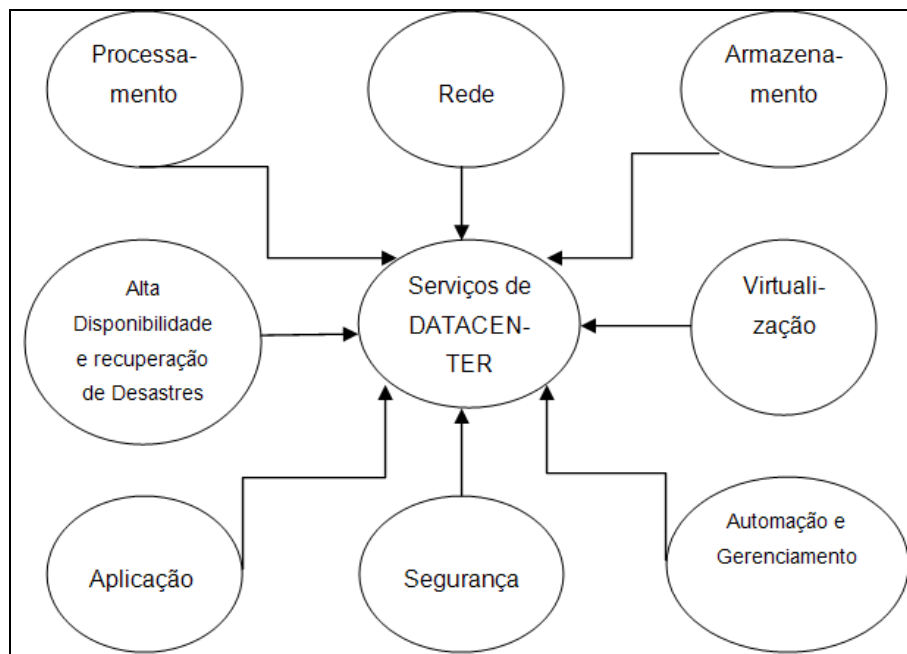 Processa-
mento
Rede
Armazena-
mento
Alta
Disponibilidade
e recuperação
de Desastres
Serviços de
DATACEN-
TER
Virtuali-
zação
Aplicação
Segurança
Automação e
Gerenciamento